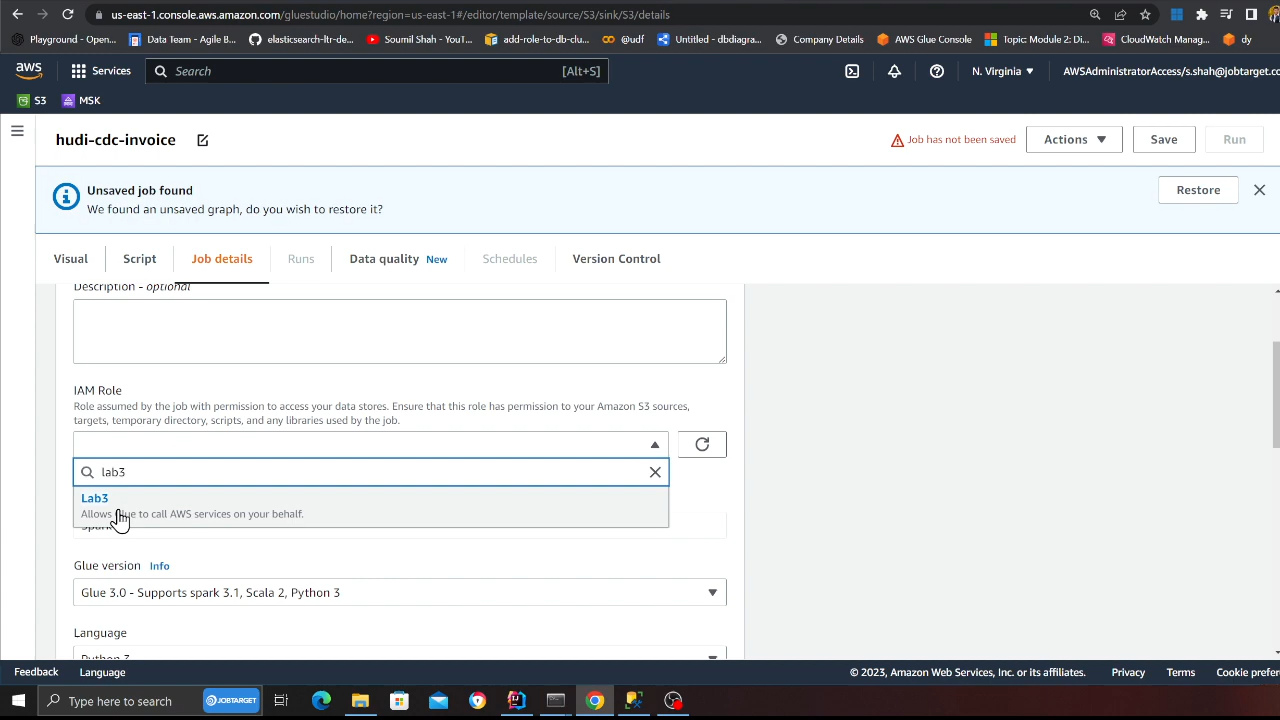 us-east-1.console.aws.amazon.com/gluestudio/home?region=us-east-1#/editor/template/source/S3/sink/S3/details
Playground - Open... Data Team - Agile B... elasticsearch-ltr-de... Soumil Shah - YouT... add-role-to-db-clu... @udf Untitled - dbdiagra... Company Details AWS Glue Console Topic Module 2_Di... CloudWatch Manag... dy
aws Services Search [Alt+S] N. Virginia AWSAdministratorAccess/s.shah@jobtarget.co
S3 MSK
hudi-cdc-invoice Job has not been saved Actions Save Run
Unsaved job found Restore
We found an unsaved graph, do you wish to restore it?
Visual Script Job details Runs Data quality New Schedules Version Control
Description - optional
IAM Role
Role assumed by the job with permission to access your data stores. Ensure that this role has permission to your Amazon S3 sources,
targets, temporary directory, scripts, and any libraries used by the job.
lab3
Lab3
Allows to call AWS services on your behalf.
Spark
Glue version Info
Glue 3.0 - Supports spark 3.1, Scala 2, Python 3
Language
Python 3
Feedback Language © 2023, Amazon Web Services, Inc. or its affiliates. Privacy Terms Cookie prefer
Type here to search JOBTARGET